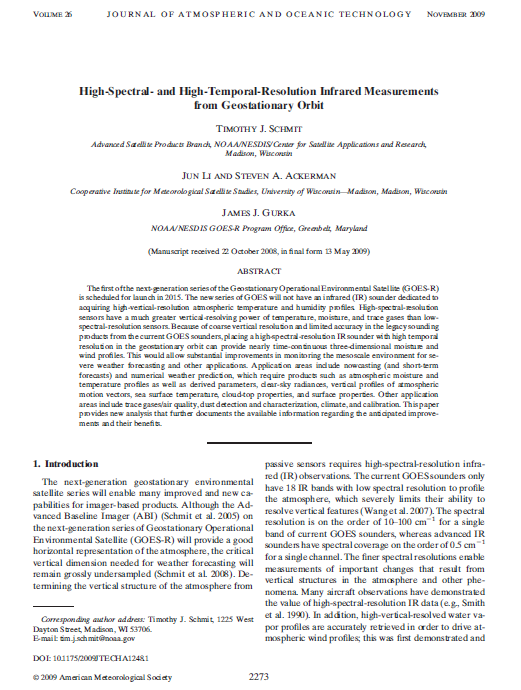 VOLUME 26 JOURNAL OF ATMOSPHERIC AND OCEANIC TECHNOLOGY NOVEMBER 2009
High-Spectral- and High-Temporal-Resolution Infrared Measurements
from Geostationary Orbit
TIMOTHY J. SCHMIT
Advanced Satellite Products Branch, NOAA/NESDIS/Center for Satellite Applications and Research,
Madison, Wisconsin
JUN LI AND STEVEN A. ACKERMAN
Cooperative Institute for Meteorological Satellite Studies, University of Wisconsin—Madison, Madison, Wisconsin
JAMES J. GURKA
NOAA/NESDIS GOES-R Program Office, Greenbelt, Maryland
(Manuscript received 22 October 2008, in final form 13 May 2009)
ABSTRACT
The first of the next-generation series of the Geostationary Operational Environmental Satellite (GOES-R)
is scheduled for launch in 2015. The new series of GOES will not have an infrared (IR) sounder dedicated to
acquiring high-vertical-resolution atmospheric temperature and humidity profiles. High-spectral-resolution
sensors have a much greater vertical-resolving power of temperature, moisture, and trace gases than low-
spectral-resolution sensors. Because of coarse vertical resolution and limited accuracy in the legacy sounding
products from the current GOES sounders, placing a high-spectral-resolution IR sounder with high temporal
resolution in the geostationary orbit can provide nearly time-continuous three-dimensional moisture and
wind profiles. This would allow substantial improvements in monitoring the mesoscale environment for se-
vere weather forecasting and other applications. Application areas include nowcasting (and short-term
forecasts) and numerical weather prediction, which require products such as atmospheric moisture and
temperature profiles as well as derived parameters, clear-sky radiances, vertical profiles of atmospheric
motion vectors, sea surface temperature, cloud-top properties, and surface properties. Other application
areas include trace gases/air quality, dust detection and characterization, climate, and calibration. This paper
provides new analysis that further documents the available information regarding the anticipated improve-
ments and their benefits.
1. Introduction
The next-generation geostationary environmental
satellite series will enable many improved and new ca-
pabilities for imager-based products. Although the Ad-
vanced Baseline Imager (ABI) (Schmit et al. 2005) on
the next-generation series of Geostationary Operational
Environmental Satellite (GOES-R) will provide a good
horizontal representation of the atmosphere, the critical
vertical dimension needed for weather forecasting will
remain grossly undersampled (Schmit et al. 2008). De-
termining the vertical structure of the atmosphere from
Corresponding author address: Timothy J. Schmit, 1225 West
Dayton Street, Madison, WI 53706.
E-mail: tim.j.schmit@noaa.gov
passive sensors requires high-spectral-resolution infra-
red (IR) observations. The current GOES sounders only
have 18 IR bands with low spectral resolution to profile
the atmosphere, which severely limits their ability to
resolve vertical features (Wang et al. 2007). The spectral
resolution is on the order of 10–100 cm⁻¹ for a single
band of current GOES sounders, whereas advanced IR
sounders have spectral coverage on the order of 0.5 cm⁻¹
for a single channel. The finer spectral resolutions enable
measurements of important changes that result from
vertical structures in the atmosphere and other phe-
nomena. Many aircraft observations have demonstrated
the value of high-spectral-resolution IR data (e.g., Smith
et al. 1990). In addition, high-vertical-resolved water va-
por profiles are accurately retrieved in order to drive at-
mospheric wind profiles; this was first demonstrated and
DOI: 10.1175/2009JTECHA1248.1
© 2009 American Meteorological Society 2273